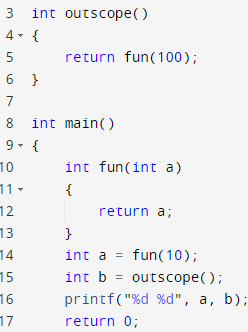 3 int outscope()
4 {
5     return fun(100);
6 }
7
8 int main()
9 {
10     int fun(int a)
11     {
12         return a;
13     }
14     int a = fun(10);
15     int b = outscope();
16     printf("%d %d", a, b);
17     return 0;